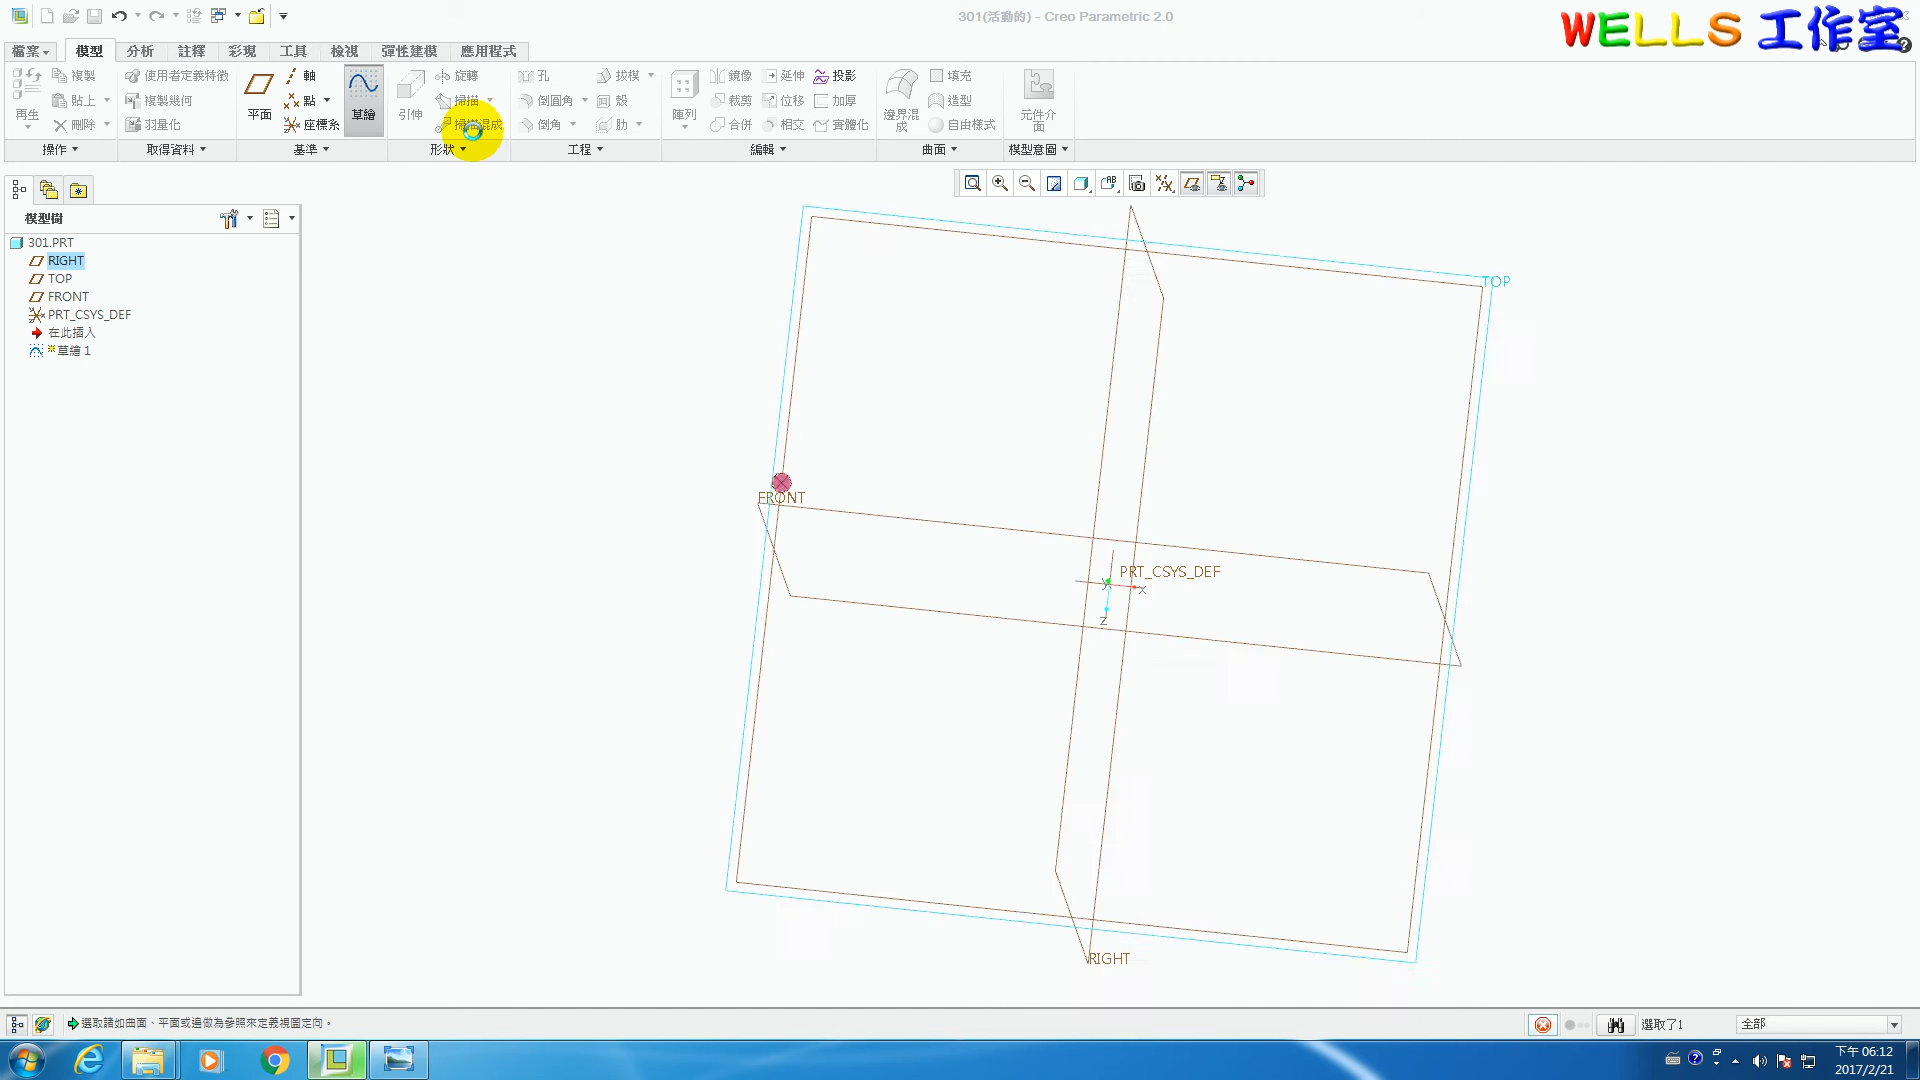 301(活動的) - Creo Parametric 2.0
WELLS 工作室
檔案 模型 分析 註釋 彩現 工具 檢視 彈性建模 應用程式
再生 複製 貼上 刪除
使用者定義特徵 複製幾何 羽量化
平面 軸 點 座標系 草繪
引伸 旋轉 掃描 掃描混成
孔 倒圓角 倒角 拔模 殼 肋
陣列 鏡像 裁剪 合併 延伸 位移 相交 投影 加厚 實體化
邊界混成 填充 造型 自由樣式
元件介面
操作 取得資料 基準 形狀 工程 編輯 曲面 模型意圖
模型樹
301.PRT
RIGHT
TOP
FRONT
PRT_CSYS_DEF
在此插入
草繪 1
TOP
FRONT
PRT_CSYS_DEF
y
x
z
RIGHT
選取諸如曲面、平面或邊做為參照來定義視圖定向。
選取了1
全部
下午 06:12
2017/2/21